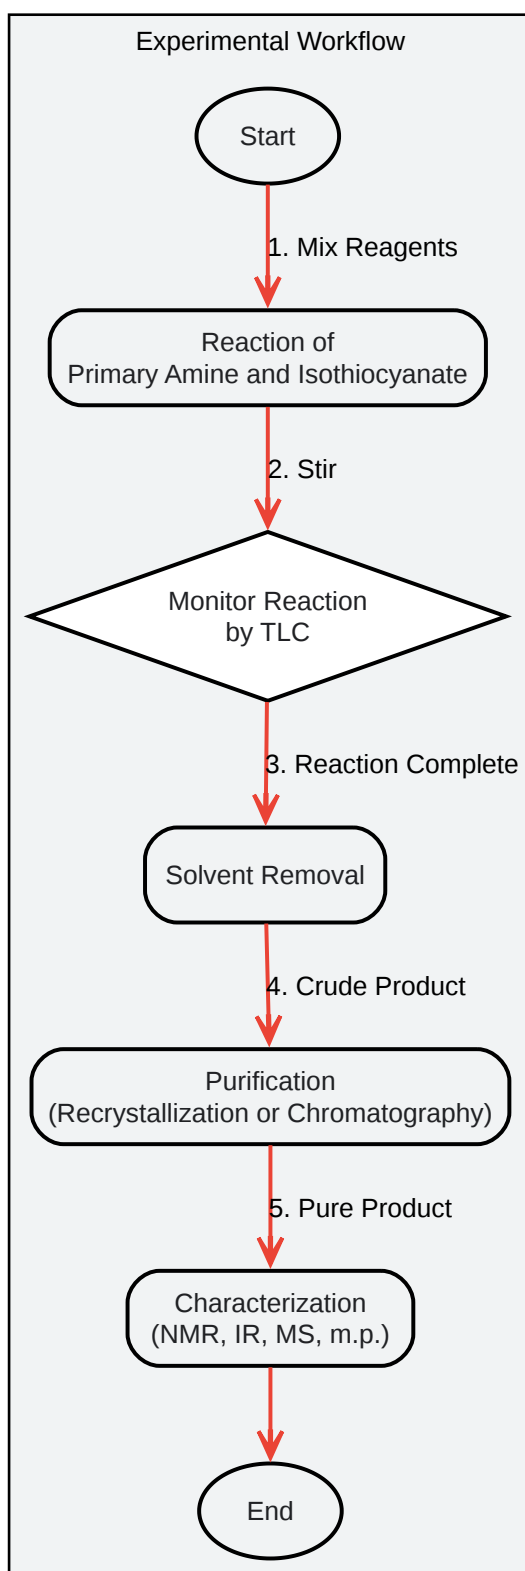 Experimental Workflow
Start
1. Mix Reagents
Reaction of
Primary Amine and Isothiocyanate
2. Stir
Monitor Reaction
by TLC
3. Reaction Complete
Solvent Removal
4. Crude Product
Purification
(Recrystallization or Chromatography)
5. Pure Product
Characterization
(NMR, IR, MS, m.p.)
End